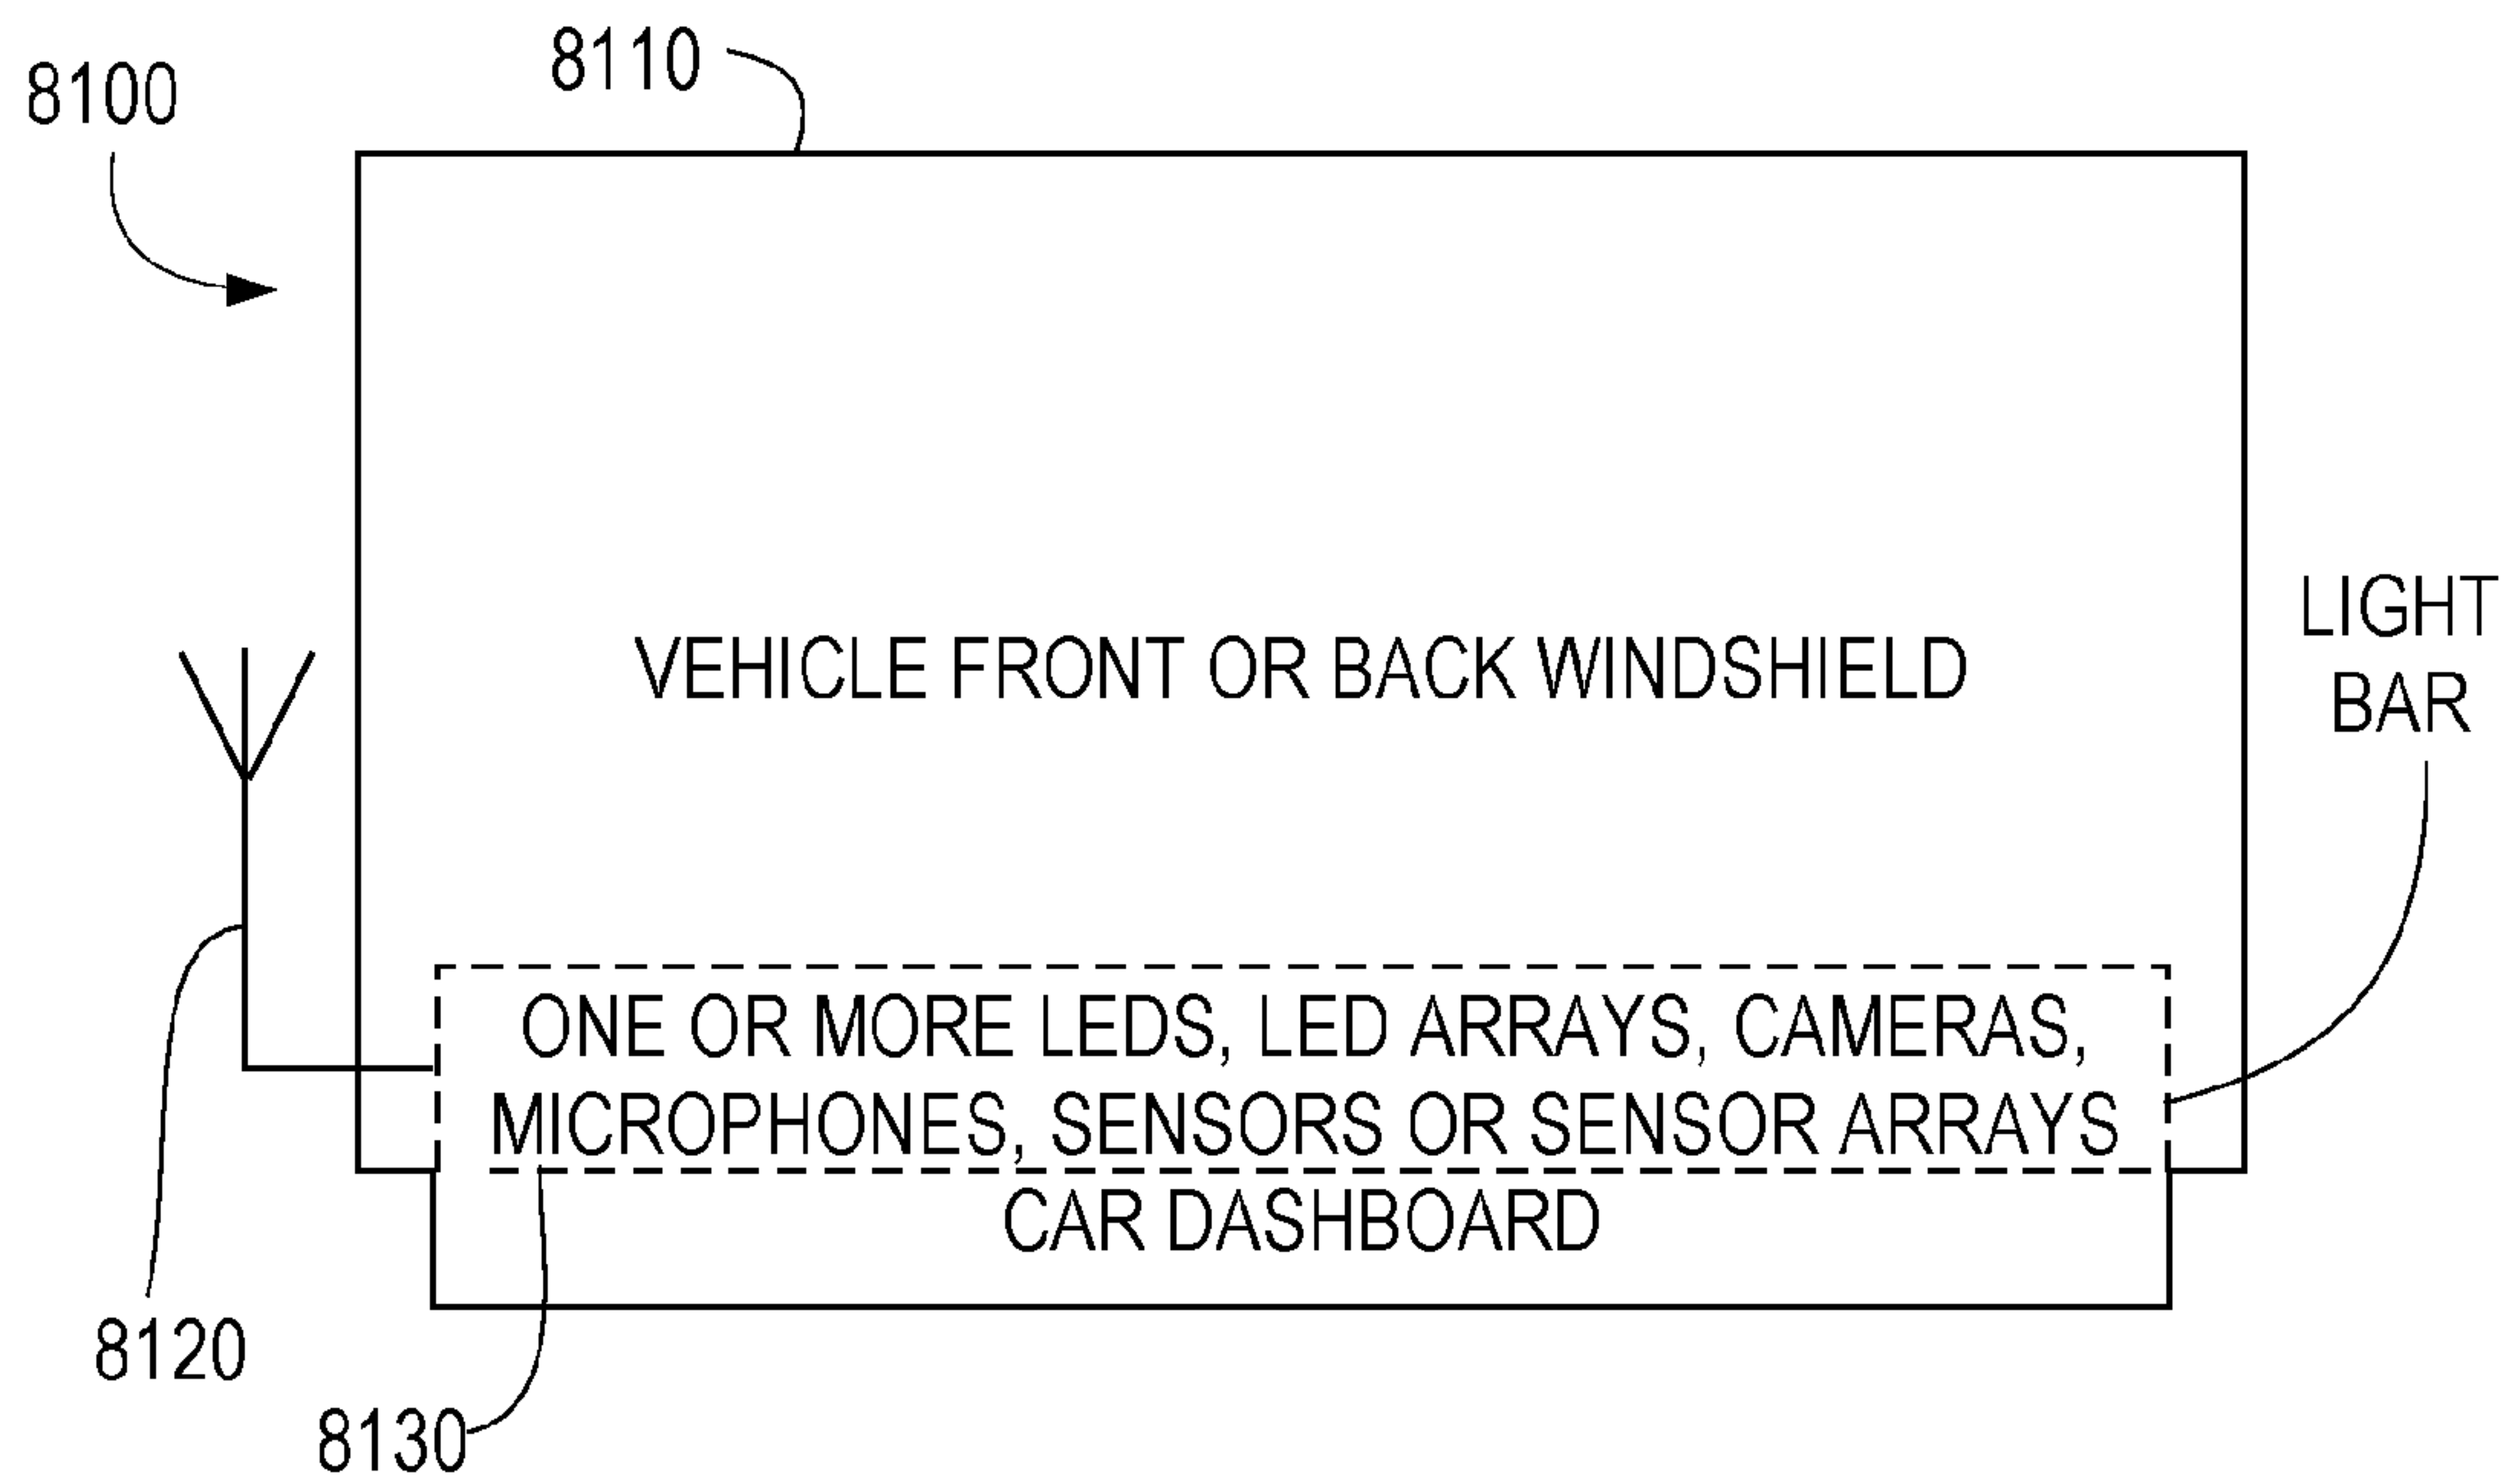 8100
8110
VEHICLE FRONT OR BACK WINDSHIELD
LIGHT
BAR
ONE OR MORE LEDS, LED ARRAYS, CAMERAS,
MICROPHONES, SENSORS OR SENSOR ARRAYS
CAR DASHBOARD
8120
8130